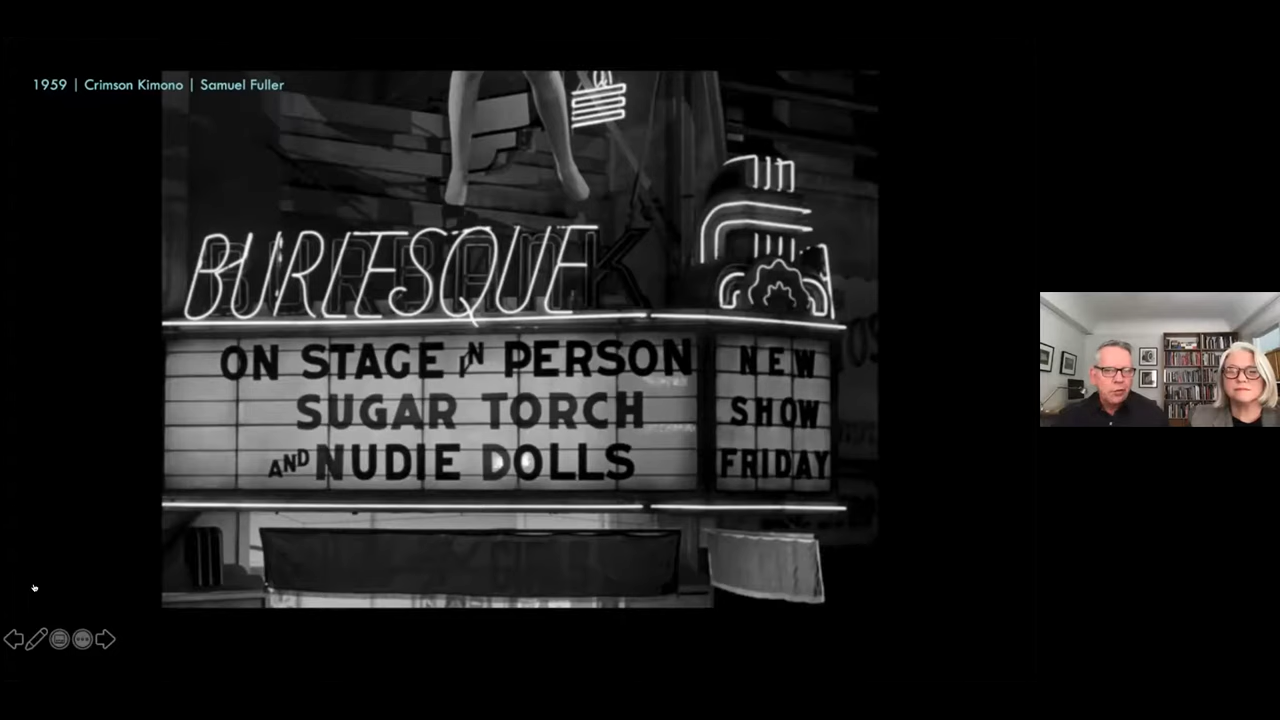 1959 | Crimson Kimono | Samuel Fuller
BURLESQUE
ON STAGE IN PERSON
SUGAR TORCH
AND NUDIE DOLLS
NEW
SHOW
FRIDAY